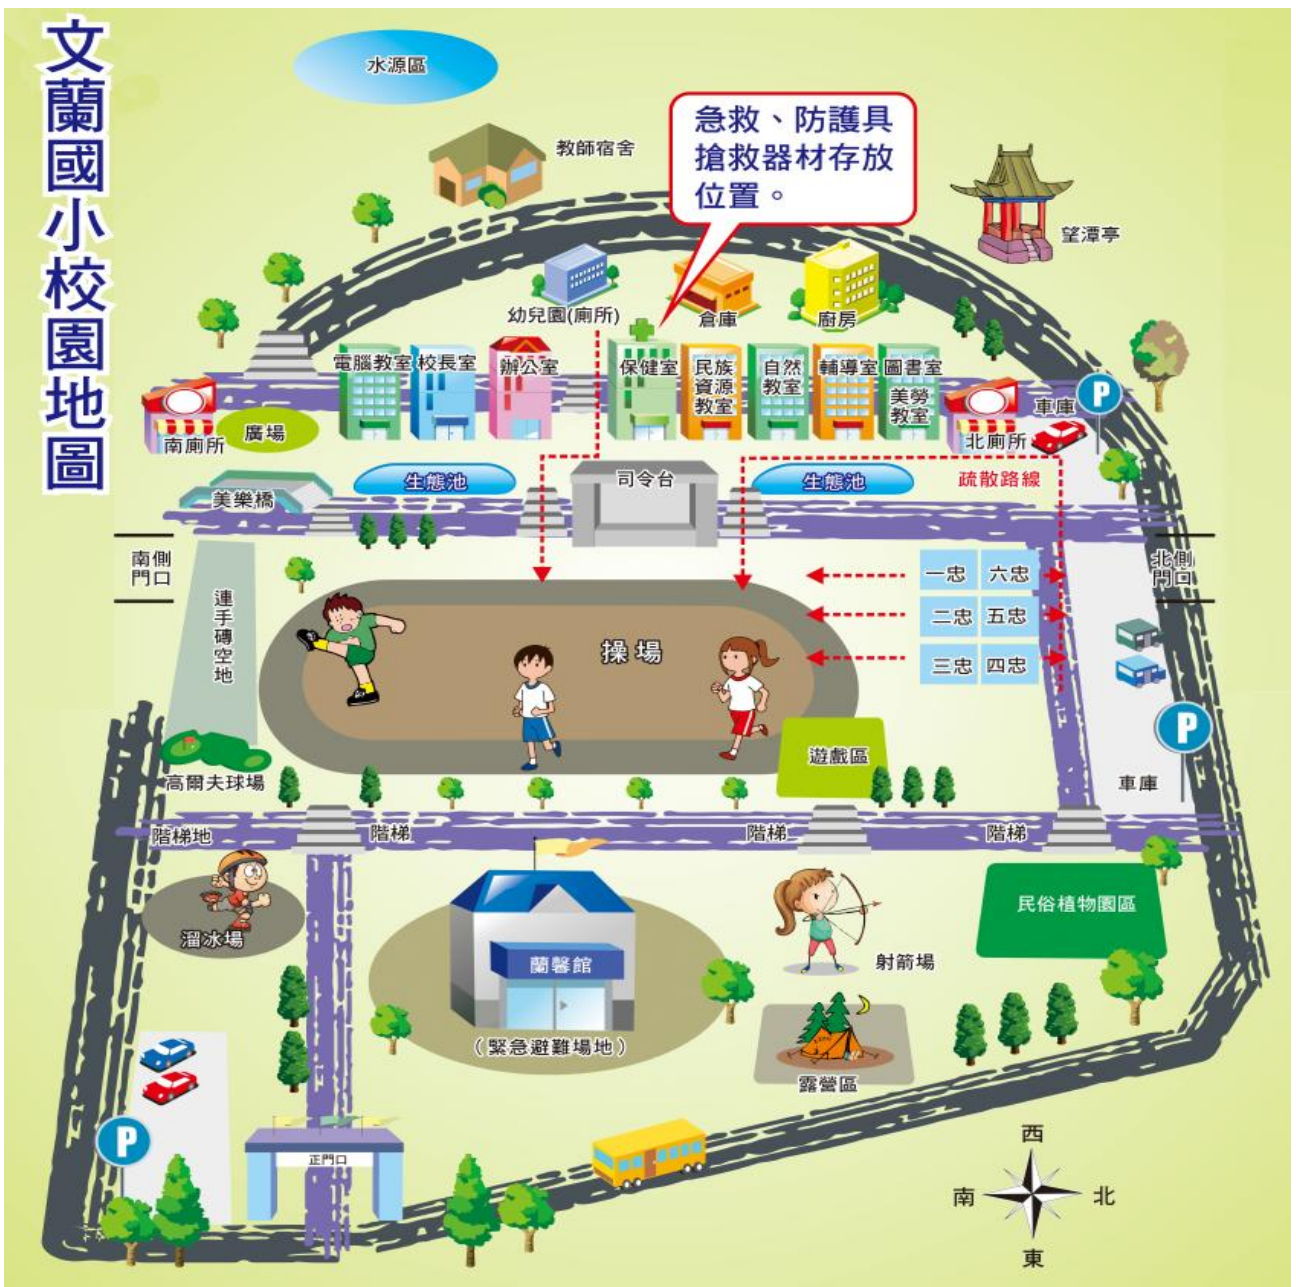 文蘭國小校園地圖
水源區
急救、防護具
搶救器材存放
位置。
教師宿舍
望潭亭
幼兒園(廁所)
倉庫
廚房
電腦教室
校長室
辦公室
保健室
民族
資源
教室
自然
教室
輔導室
圖書室
美勞
教室
車庫
P
南廁所
廣場
北廁所
美樂橋
生態池
司令台
生態池
疏散路線
南側
門口
北側
門口
連手磚空地
一忠
六忠
二忠
五忠
三忠
四忠
操場
P
高爾夫球場
遊戲區
車庫
階梯地
階梯
階梯
階梯
溜冰場
蘭馨館
(緊急避難場地)
射箭場
民俗植物園區
露營區
P
正門口
西
南
北
東